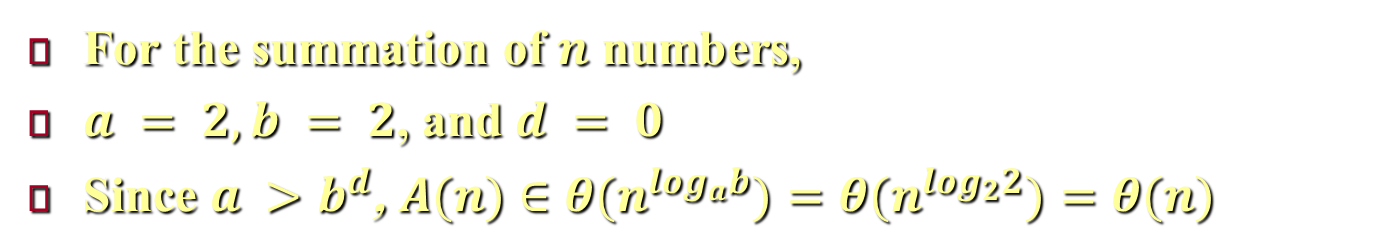 For the summation of n numbers,
a = 2, b = 2, and d = 0
Since a > b^d, A(n) ∈ θ(n^{log_a b}) = θ(n^{log_2 2}) = θ(n)